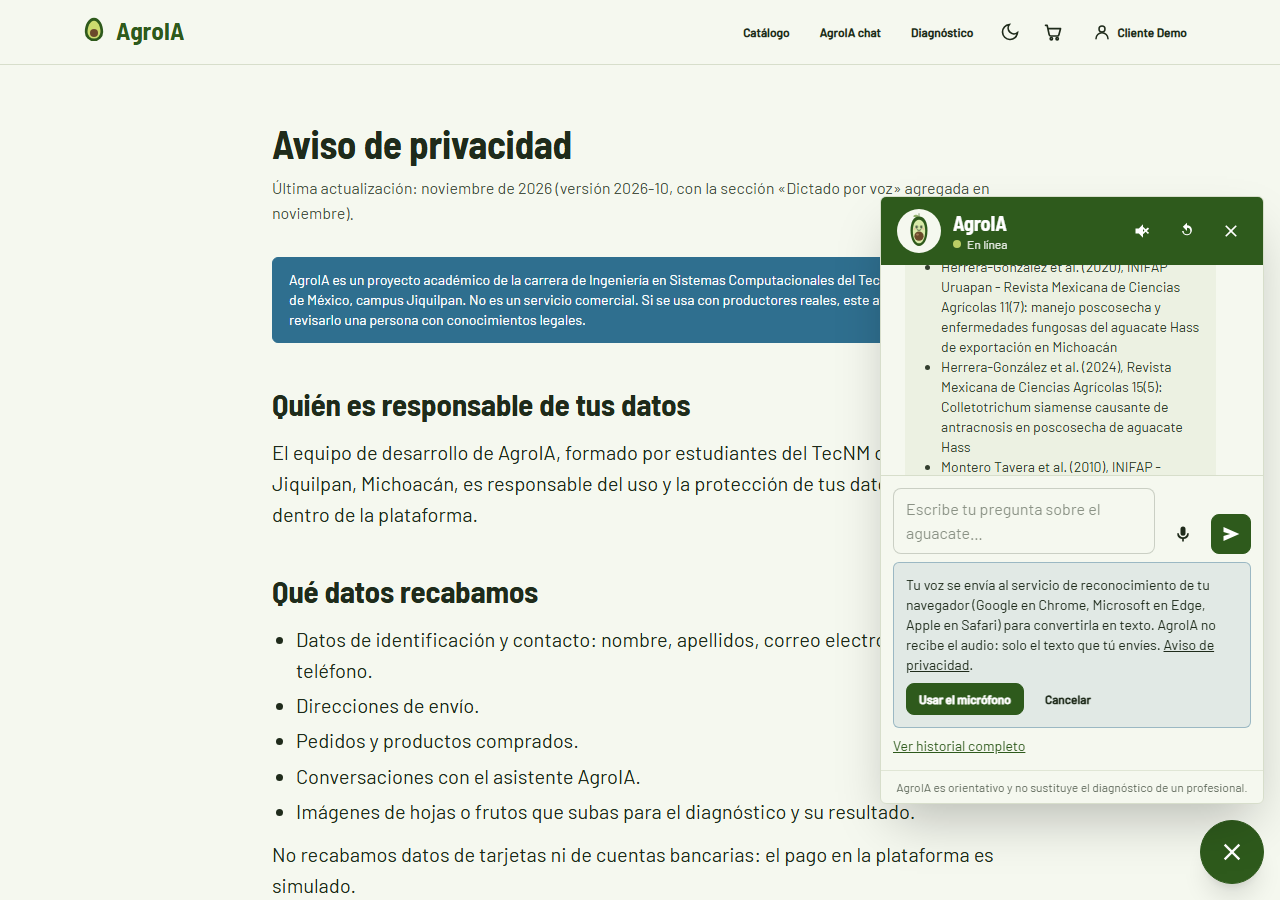 AgroIA
Catálogo
AgroIA chat
Diagnóstico
Cliente Demo
Aviso de privacidad
Última actualización: noviembre de 2026 (versión 2026-10, con la sección «Dictado por voz» agregada en
noviembre).
AgroIA es un proyecto académico de la carrera de Ingeniería en Sistemas Computacionales del
de México, campus Jiquilpan. No es un servicio comercial. Si se usa con productores reales, este
revisarlo una persona con conocimientos legales.
Quién es responsable de tus datos
El equipo de desarrollo de AgroIA, formado por estudiantes del TecNM
Jiquilpan, Michoacán, es responsable del uso y la protección de tus
dentro de la plataforma.
Qué datos recabamos
Datos de identificación y contacto: nombre, apellidos, correo
teléfono.
Direcciones de envío.
Pedidos y productos comprados.
Conversaciones con el asistente AgroIA.
Imágenes de hojas o frutos que subas para el diagnóstico y su resultado.
No recabamos datos de tarjetas ni de cuentas bancarias: el pago en la plataforma es
simulado.
AgroIA
En línea
Herrera-González et al. (2020), INIFAP
Uruapan - Revista Mexicana de Ciencias
Agrícolas 11(7): manejo poscosecha y
enfermedades fungosas del aguacate Hass
de exportación en Michoacán
Herrera-González et al. (2024), Revista
Mexicana de Ciencias Agrícolas 15(5):
Colletotrichum siamense causante de
antracnosis en poscosecha de aguacate
Hass
Montero Tavera et al. (2010), INIFAP -
Escribe tu pregunta sobre el
aguacate...
Tu voz se envía al servicio de reconocimiento de tu
navegador (Google en Chrome, Microsoft en Edge,
Apple en Safari) para convertirla en texto. AgroIA no
recibe el audio: solo el texto que tú envíes. Aviso de
privacidad.
Usar el micrófono
Cancelar
Ver historial completo
AgroIA es orientativo y no sustituye el diagnóstico de un profesional.